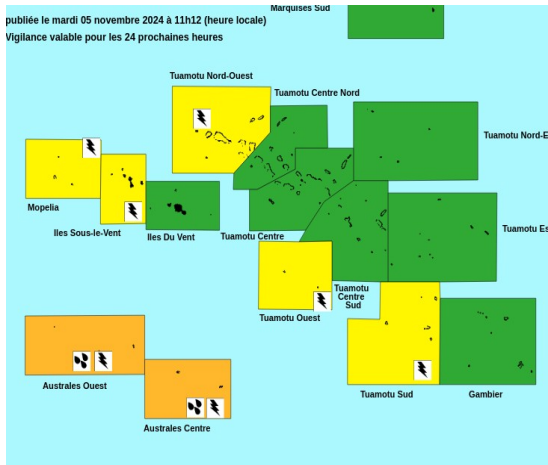 Marquises Sud
publiée le mardi 05 novembre 2024 à 11h12 (heure locale)
Vigilance valable pour les 24 prochaines heures
Tuamotu Nord-Ouest
Tuamotu Centre Nord
Tuamotu Nord-E
Mopelia
Iles Sous-le-Vent
Iles Du Vent
Tuamotu Centre
Tuamotu Es
Tuamotu
Centre
Sud
Tuamotu Ouest
Australes Ouest
Tuamotu Sud
Gambier
Australes Centre